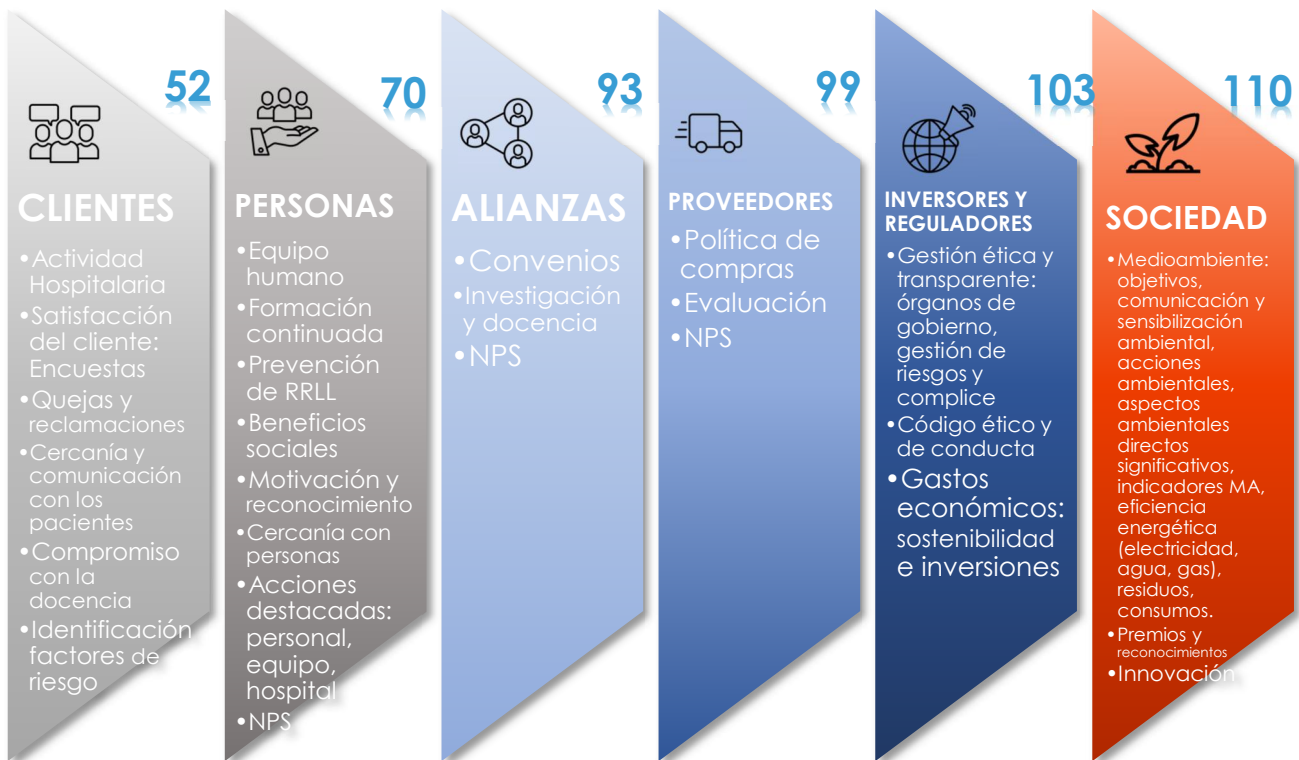 52
CLIENTES
•Actividad
Hospitalaria
•Satisfacción
del cliente:
Encuestas
•Quejas y
reclamaciones
•Cercanía y
comunicación
con los
pacientes
•Compromiso
con la
docencia
•Identificación
factores de
riesgo
70
PERSONAS
•Equipo
humano
•Formación
continuada
•Prevención
de RRLL
•Beneficios
sociales
•Motivación y
reconocimiento
•Cercanía con
personas
•Acciones
destacadas:
personal,
equipo,
hospital
•NPS
93
ALIANZAS
•Convenios
•Investigación
y docencia
•NPS
99
PROVEEDORES
•Política de
compras
•Evaluación
•NPS
103
INVERSORES Y
REGULADORES
•Gestión ética y
transparente:
órganos de
gobierno,
gestión de
riesgos y
complice
•Código ético y
de conducta
•Gastos
económicos:
sostenibilidad
e inversiones
110
SOCIEDAD
•Medioambiente:
objetivos,
comunicación y
sensibilización
ambiental,
acciones
ambientales,
aspectos
ambientales
directos
significativos,
indicadores MA,
eficiencia
energética
(electricidad,
agua, gas),
residuos,
consumos.
•Premios y
reconocimientos
•Innovación